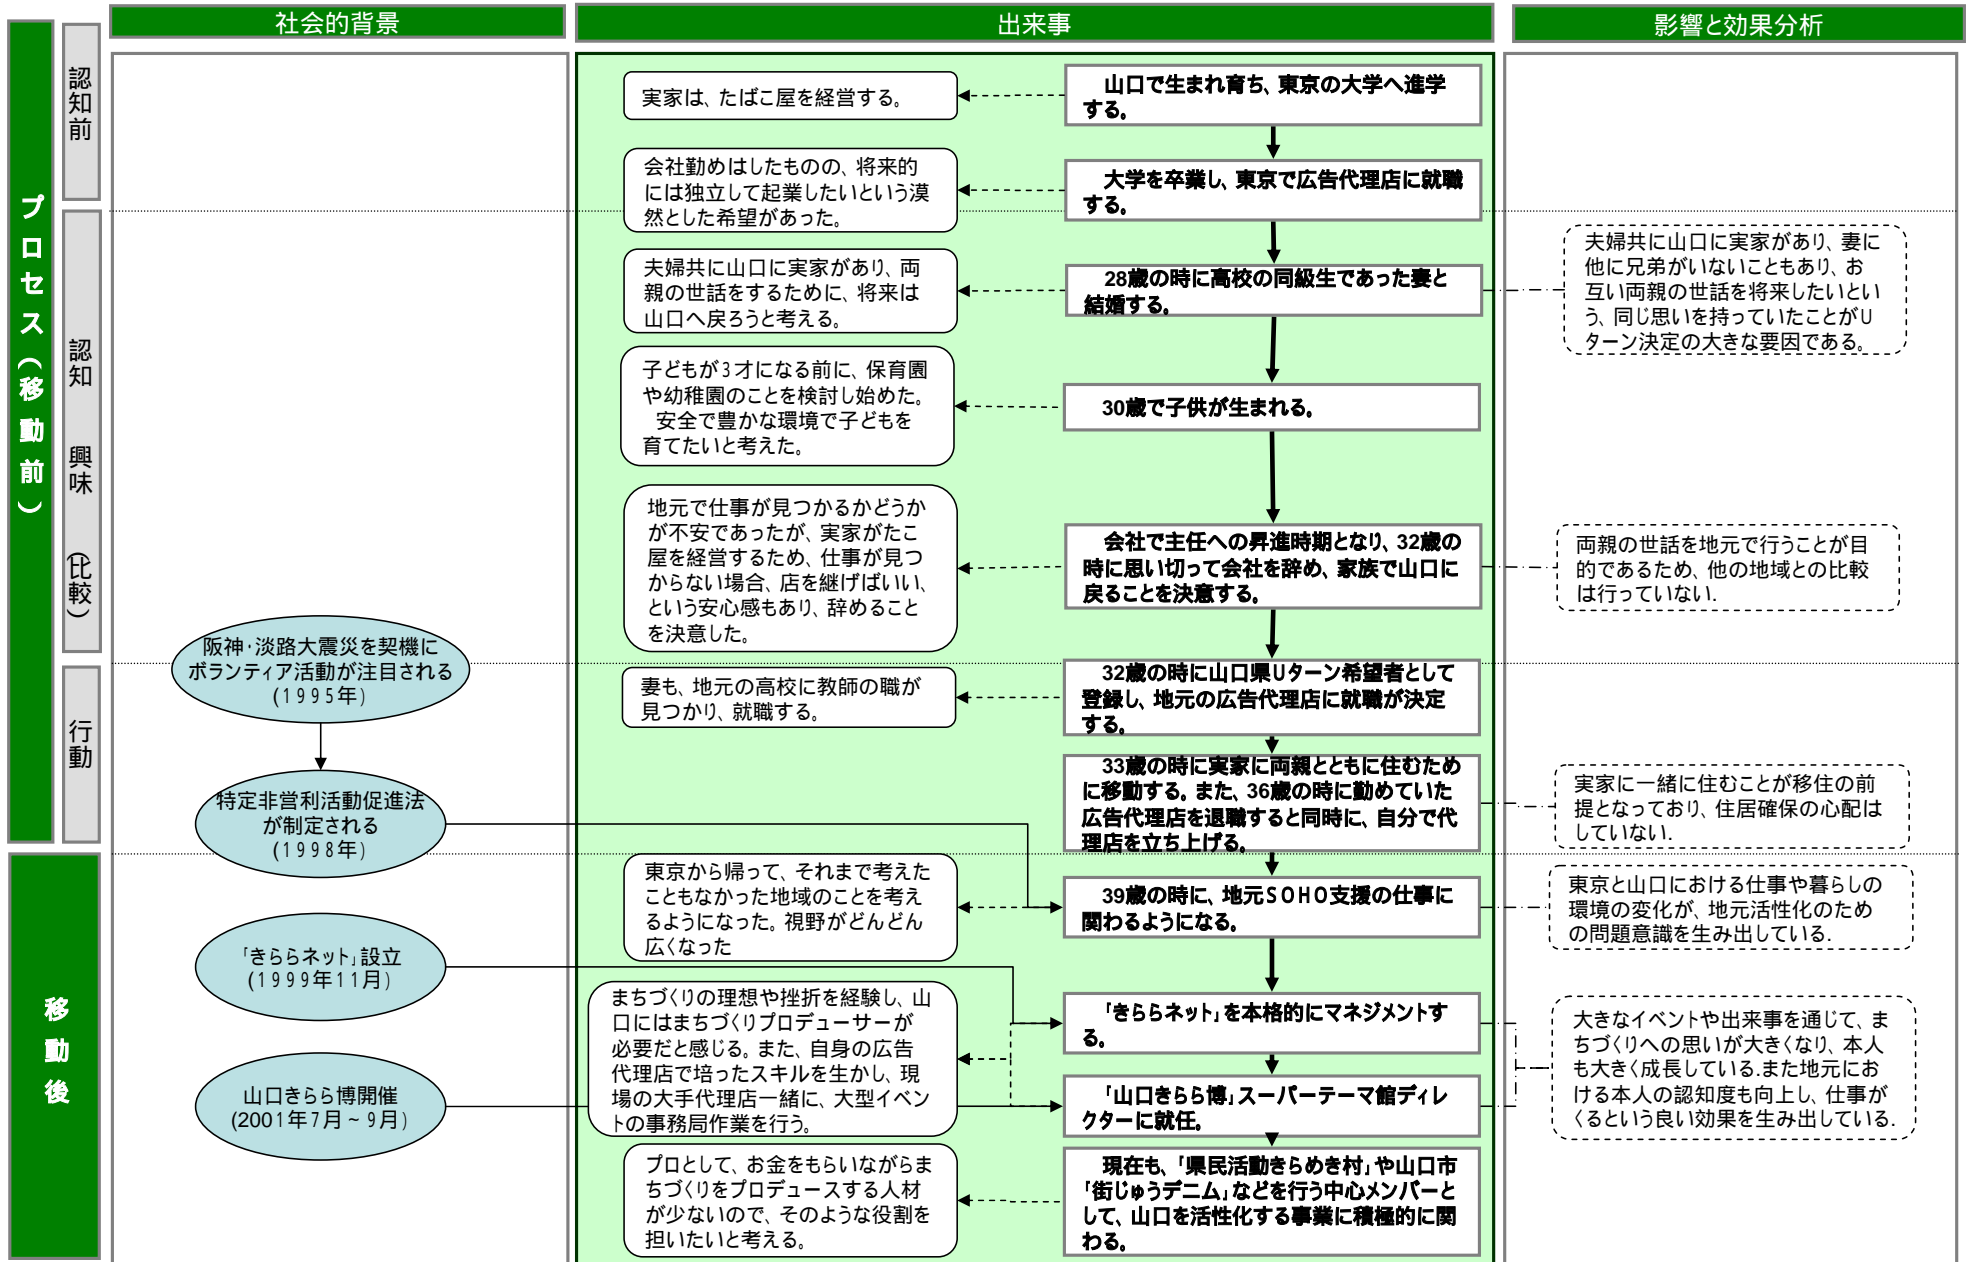 社会的背景
出来事
影響と効果分析
プロセス（移動前）
認知前
認知
興味
（比較）
行動
移動後
実家は、たばこ屋を経営する。
山口で生まれ育ち、東京の大学へ進学
する。
会社勤めはしたものの、将来的
には独立して起業したいという漠
然とした希望があった。
大学を卒業し、東京で広告代理店に就職
する。
夫婦共に山口に実家があり、両
親の世話をするために、将来は
山口へ戻ろうと考える。
28歳の時に高校の同級生であった妻と
結婚する。
夫婦共に山口に実家があり、妻に
他に兄弟がいないこともあり、お
互い両親の世話を将来したいとい
う、同じ思いを持っていたことがU
ターン決定の大きな要因である。
子どもが3才になる前に、保育園
や幼稚園のことを検討し始めた。
安全で豊かな環境で子どもを
育てたいと考えた。
30歳で子供が生まれる。
地元で仕事が見つかるかどうか
が不安であったが、実家がたこ
屋を経営するため、仕事が見つ
からない場合、店を継げばいい、
という安心感もあり、辞めること
を決意した。
会社で主任への昇進時期となり、32歳の
時に思い切って会社を辞め、家族で山口に
戻ることを決意する。
両親の世話を地元で行うことが目
的であるため、他の地域との比較
は行っていない.
阪神・淡路大震災を契機に
ボランティア活動が注目される
(1995年)
妻も、地元の高校に教師の職が
見つかり、就職する。
32歳の時に山口県Uターン希望者として
登録し、地元の広告代理店に就職が決定
する。
特定非営利活動促進法
が制定される
(1998年)
33歳の時に実家に両親とともに住むため
に移動する。また、36歳の時に勤めていた
広告代理店を退職すると同時に、自分で代
理店を立ち上げる。
実家に一緒に住むことが移住の前
提となっており、住居確保の心配は
していない.
東京から帰って、それまで考えた
こともなかった地域のことを考え
るようになった。視野がどんどん
広くなった
39歳の時に、地元SOHO支援の仕事に
関わるようになる。
東京と山口における仕事や暮らしの
環境の変化が、地元活性化のため
の問題意識を生み出している.
「きららネット」設立
(1999年11月)
まちづくりの理想や挫折を経験し、山
口にはまちづくりプロデューサーが
必要だと感じる。また、自身の広告
代理店で培ったスキルを生かし、現
場の大手代理店一緒に、大型イベン
トの事務局作業を行う。
「きららネット」を本格的にマネジメントす
る。
大きなイベントや出来事を通じて、ま
ちづくりへの思いが大きくなり、本人
も大きく成長している.また地元にお
ける本人の認知度も向上し、仕事が
くるという良い効果を生み出している.
山口きらら博開催
(2001年7月～9月)
「山口きらら博」スーパーテーマ館ディレ
クターに就任。
プロとして、お金をもらいながらま
ちづくりをプロデュースする人材
が少ないので、そのような役割を
担いたいと考える。
現在も、「県民活動きらめき村」や山口市
「街じゅうデニム」などを行う中心メンバーと
して、山口を活性化する事業に積極的に関
わる。